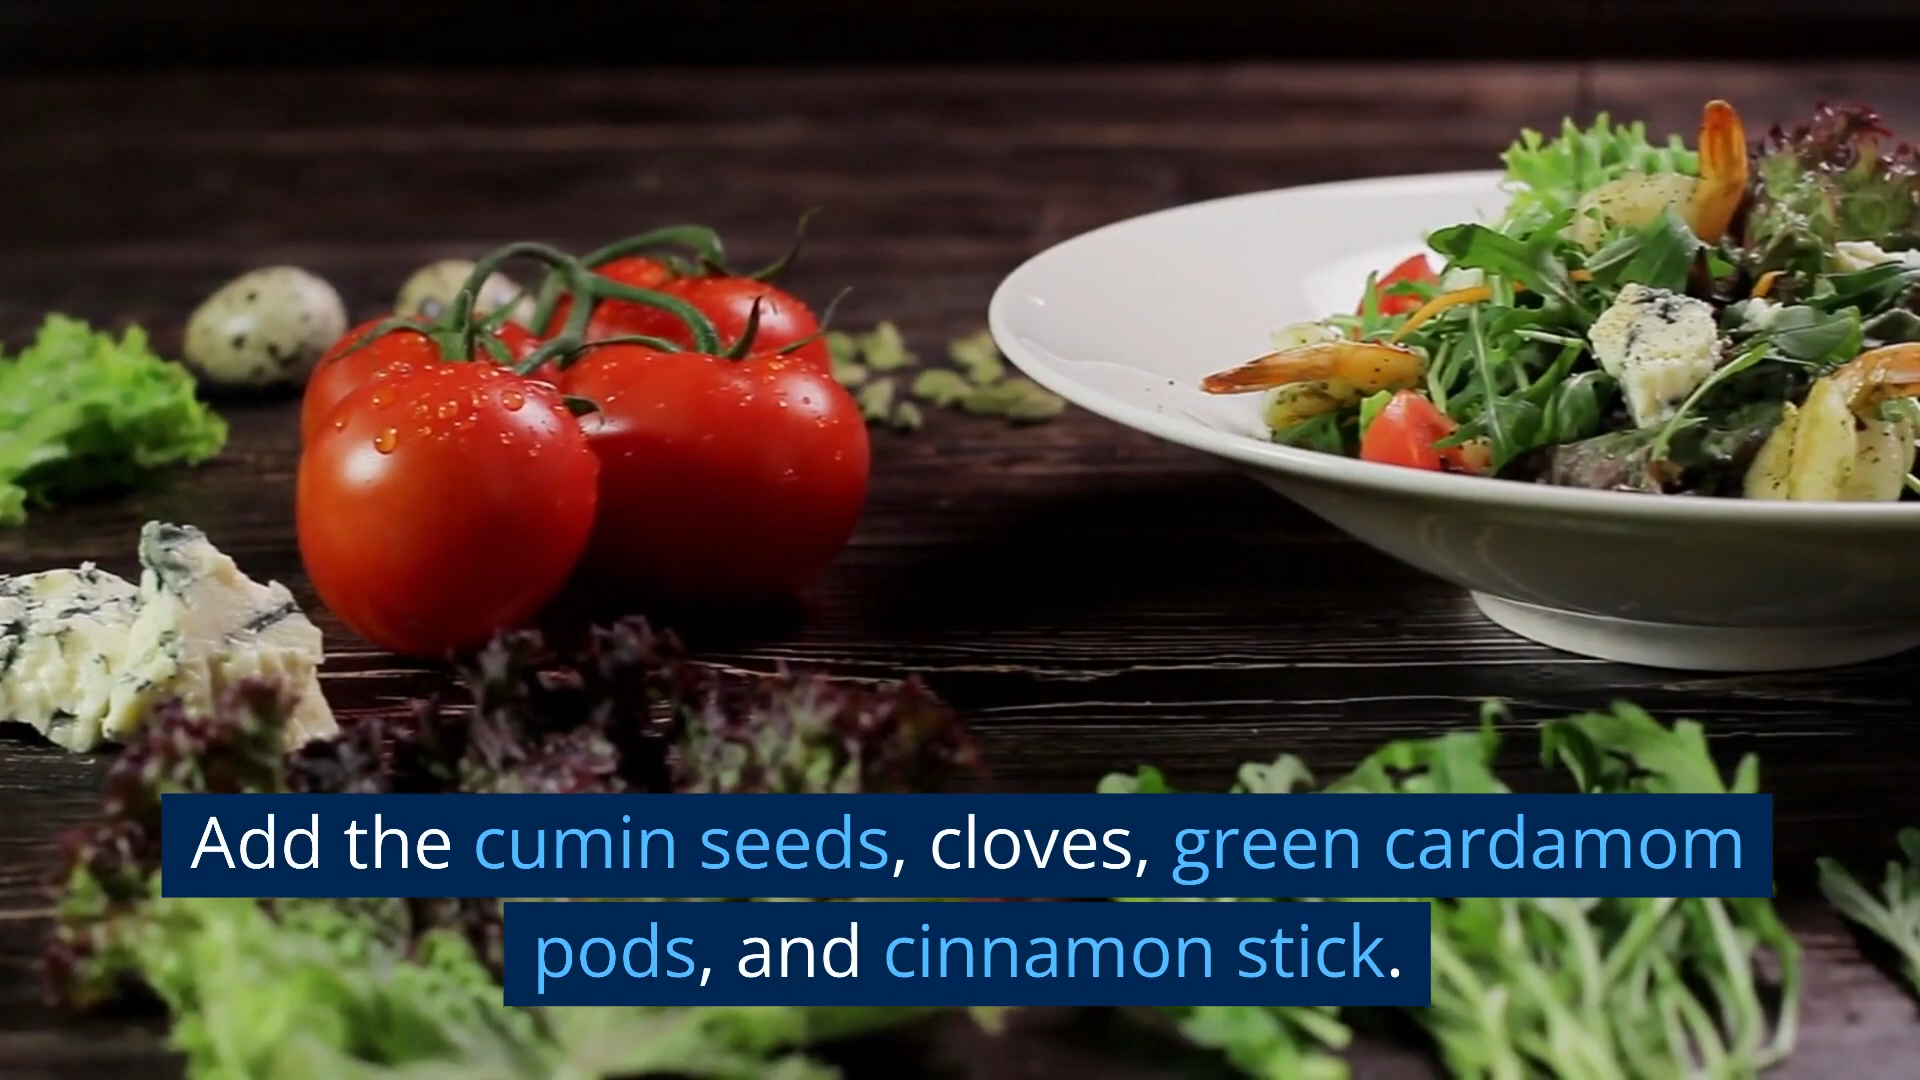 Add the cumin seeds, cloves, green cardamom
pods, and cinnamon stick.